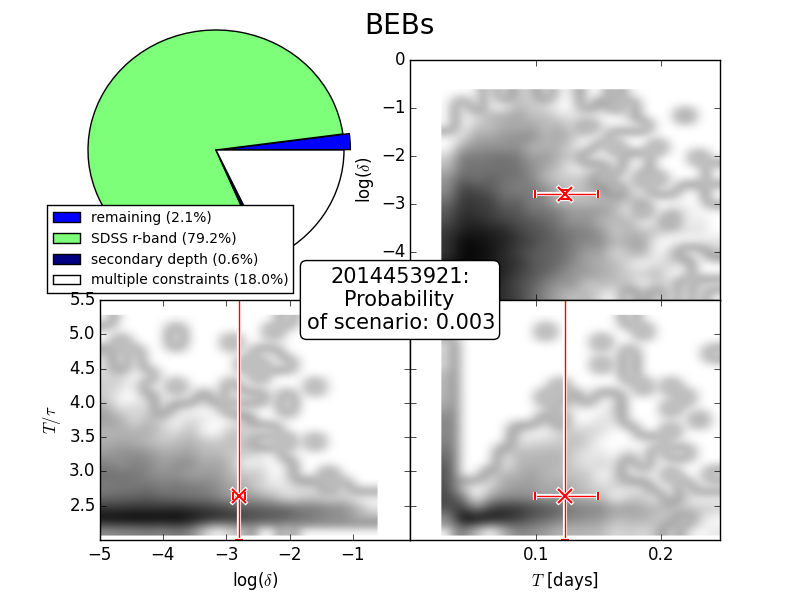 BEBs
remaining (2.1%)
SDSS r-band (79.2%)
secondary depth (0.6%)
multiple constraints (18.0%)
0
−1
−2
−3
−4
log(δ)
2014453921:
Probability
of scenario: 0.003
5.5
5.0
4.5
4.0
3.5
3.0
2.5
T/τ
−5 −4 −3 −2 −1
log(δ)
0.1 0.2
T [days]